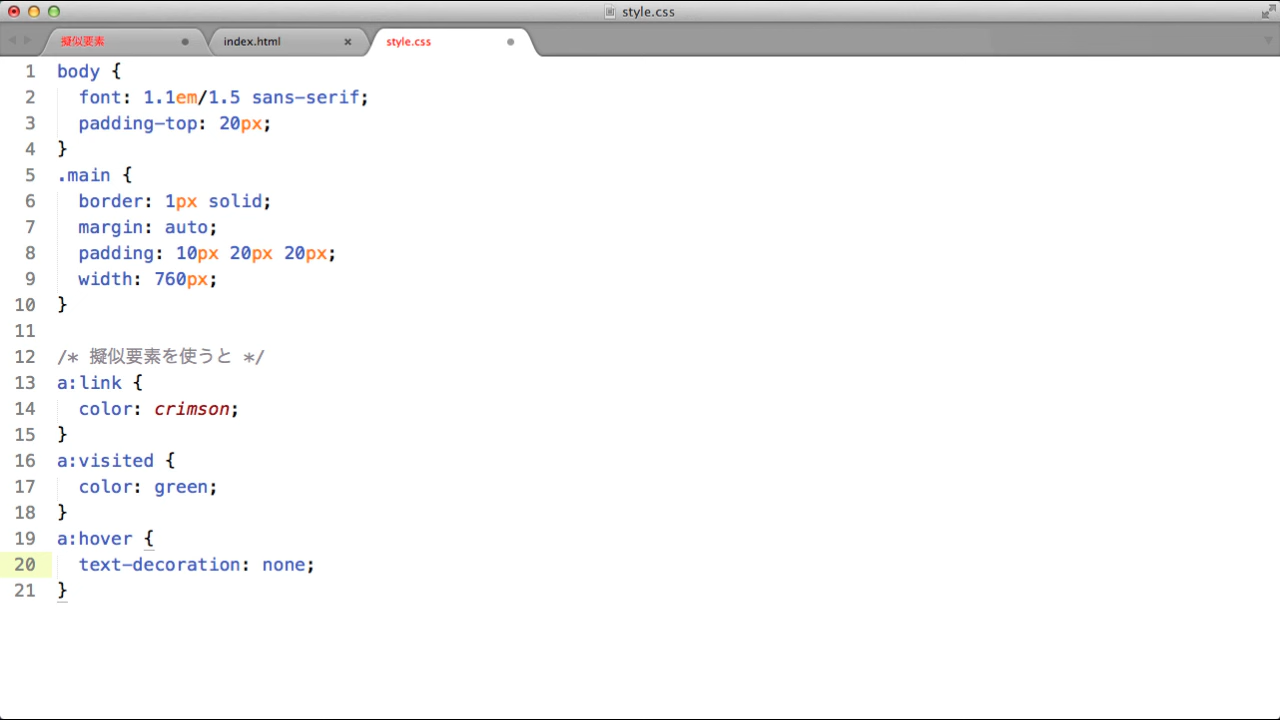 style.css
擬似要素
index.html
style.css
1 body {
2 font: 1.1em/1.5 sans-serif;
3 padding-top: 20px;
4 }
5 .main {
6 border: 1px solid;
7 margin: auto;
8 padding: 10px 20px 20px;
9 width: 760px;
10 }
11
12 /* 擬似要素を使うと */
13 a:link {
14 color: crimson;
15 }
16 a:visited {
17 color: green;
18 }
19 a:hover {
20 text-decoration: none;
21 }